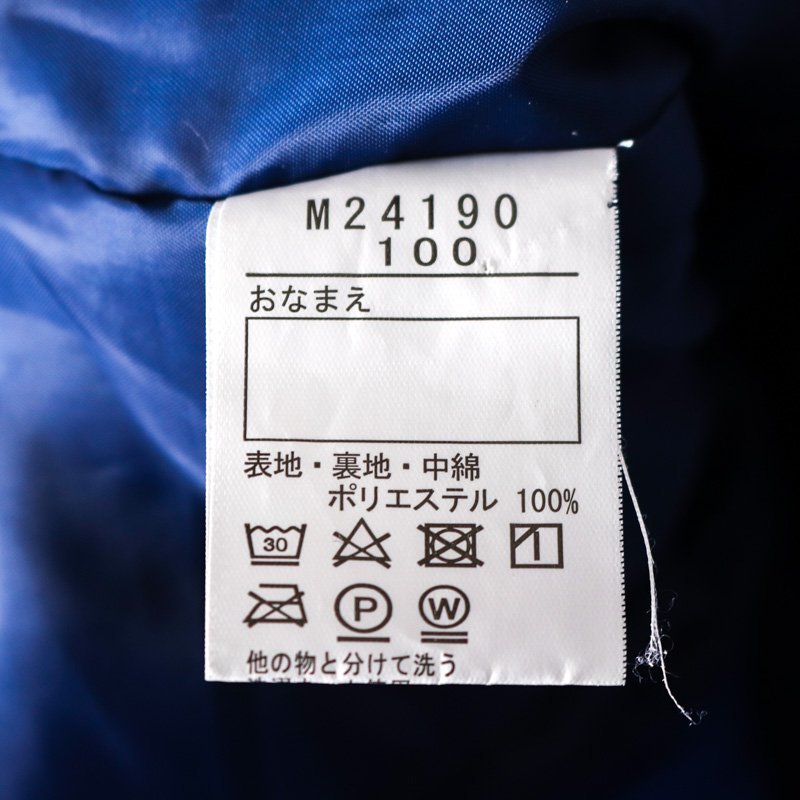 M24190
100
おなまえ
表地・裏地・中綿
ポリエステル 100%
30
P
W
他の物と分けて洗う